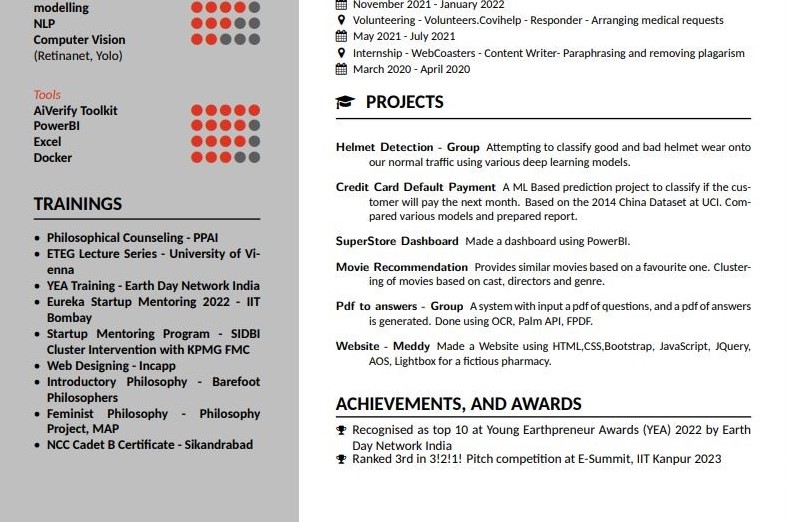 modelling
NLP
Computer Vision
(Retinanet, Yolo)
Tools
AiVerify Toolkit
PowerBI
Excel
Docker
TRAININGS
• Philosophical Counseling - PPAI
• ETEG Lecture Series - University of Vi-
enna
• YEA Training - Earth Day Network India
• Eureka Startup Mentoring 2022 - IIT
Bombay
• Startup Mentoring Program - SIDBI
Cluster Intervention with KPMG FMC
• Web Designing - Incapp
• Introductory Philosophy - Barefoot
Philosophers
• Feminist Philosophy - Philosophy
Project, MAP
• NCC Cadet B Certificate - Sikandrabad
November 2021 - January 2022
Volunteering - Volunteers.Covihelp - Responder - Arranging medical requests
May 2021 - July 2021
Internship - WebCoasters - Content Writer- Paraphrasing and removing plagarism
March 2020 - April 2020
PROJECTS
Helmet Detection - Group Attempting to classify good and bad helmet wear onto
our normal traffic using various deep learning models.
Credit Card Default Payment A ML Based prediction project to classify if the cus-
tomer will pay the next month. Based on the 2014 China Dataset at UCI. Com-
pared various models and prepared report.
SuperStore Dashboard Made a dashboard using PowerBI.
Movie Recommendation Provides similar movies based on a favourite one. Cluster-
ing of movies based on cast, directors and genre.
Pdf to answers - Group A system with input a pdf of questions, and a pdf of answers
is generated. Done using OCR, Palm API, FPDF.
Website - Meddy Made a Website using HTML,CSS,Bootstrap, JavaScript, JQuery,
AOS, Lightbox for a fictious pharmacy.
ACHIEVEMENTS, AND AWARDS
Recognised as top 10 at Young Earthpreneur Awards (YEA) 2022 by Earth
Day Network India
Ranked 3rd in 3!2!1! Pitch competition at E-Summit, IIT Kanpur 2023